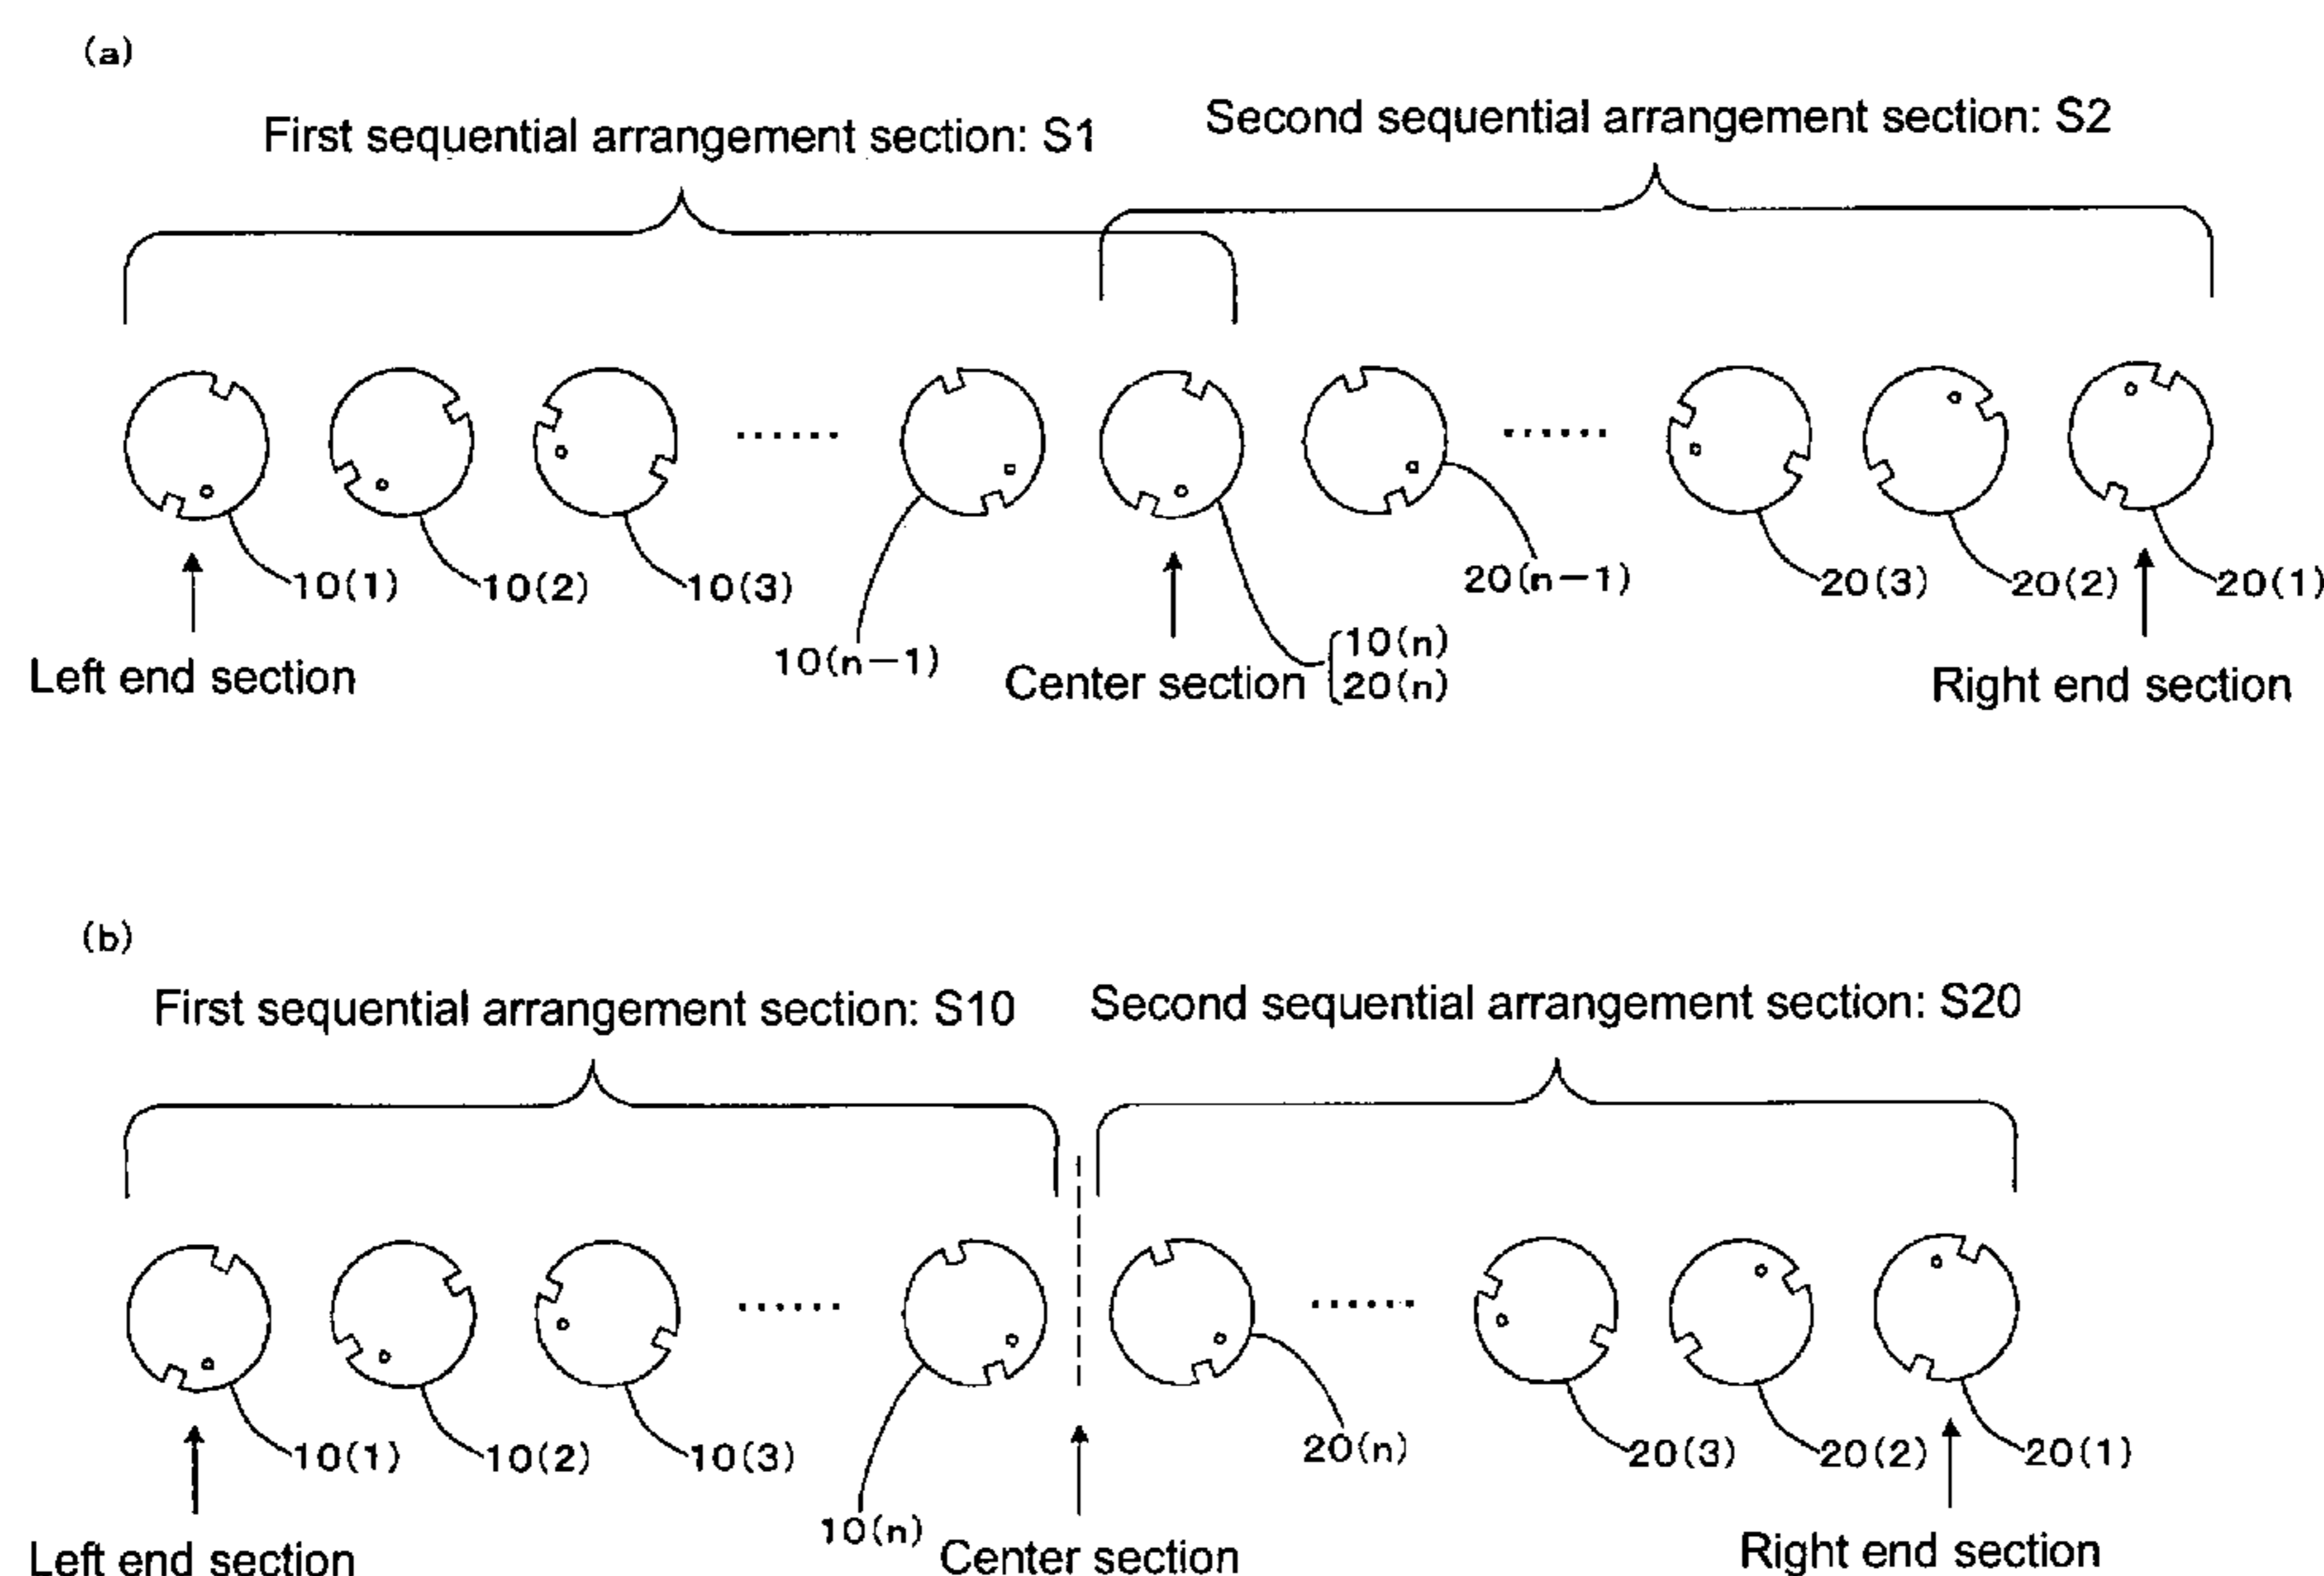 (a)
First sequential arrangement section: S1
Second sequential arrangement section: S2
10(1)
10(2)
10(3)
10(n−1)
10(n)
20(n)
20(n−1)
20(3)
20(2)
20(1)
Left end section
Center section
Right end section
(b)
First sequential arrangement section: S10
Second sequential arrangement section: S20
10(1)
10(2)
10(3)
10(n)
20(n)
20(3)
20(2)
20(1)
Left end section
Center section
Right end section